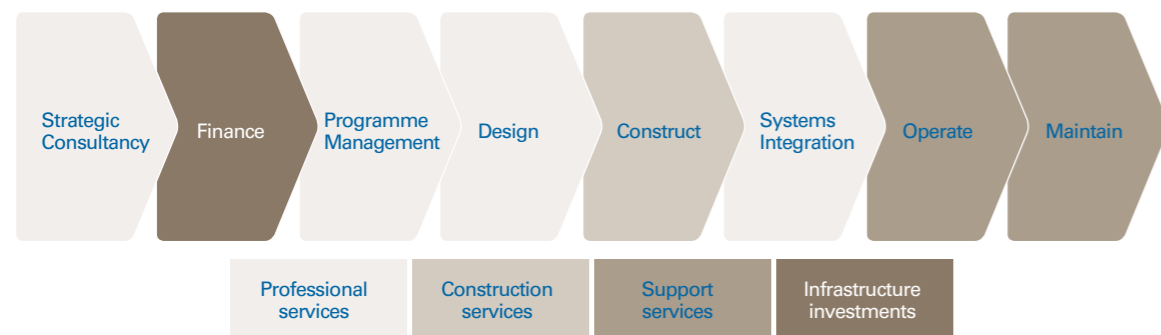 Strategic
Consultancy
Finance
Programme
Management
Design
Construct
Systems
Integration
Operate
Maintain
Professional
services
Construction
services
Support
services
Infrastructure
investments